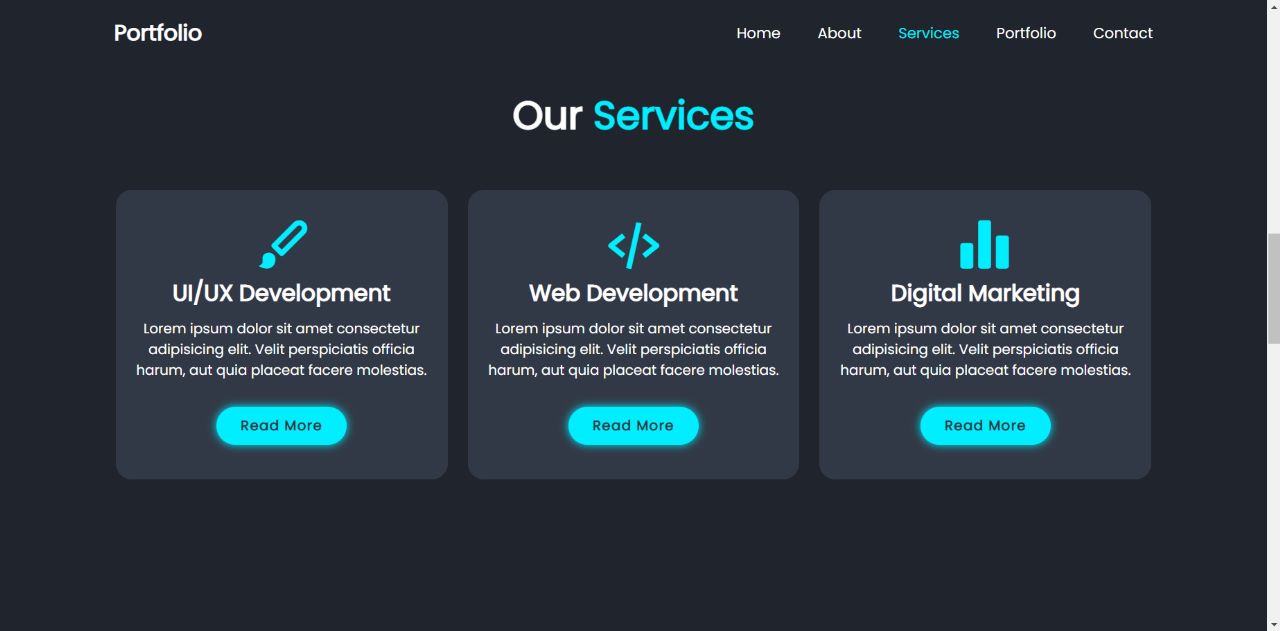 Portfolio
Home About Services Portfolio Contact
Our Services
UI/UX Development
Lorem ipsum dolor sit amet consectetur
adipisicing elit. Velit perspiciatis officia
harum, aut quia placeat facere molestias.
Read More
Web Development
Lorem ipsum dolor sit amet consectetur
adipisicing elit. Velit perspiciatis officia
harum, aut quia placeat facere molestias.
Read More
Digital Marketing
Lorem ipsum dolor sit amet consectetur
adipisicing elit. Velit perspiciatis officia
harum, aut quia placeat facere molestias.
Read More